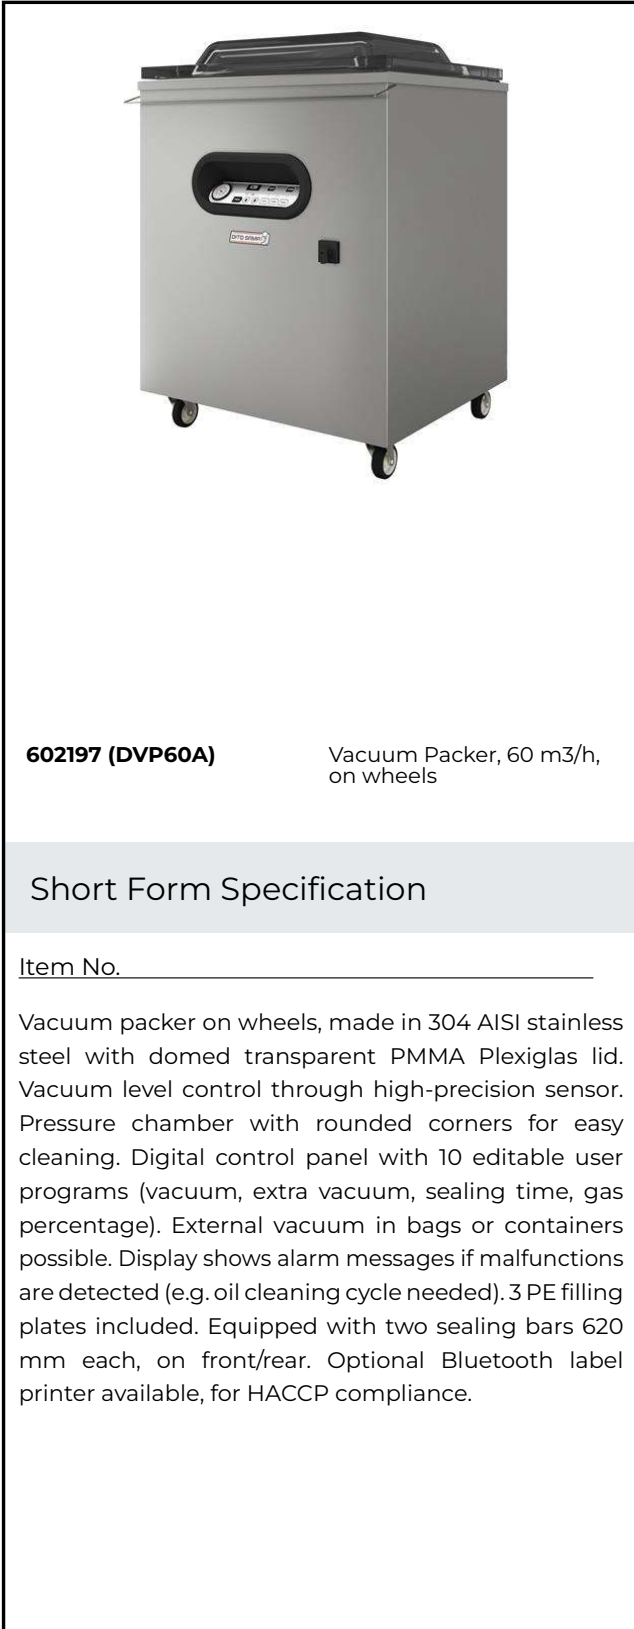 DITO SAMA
602197 (DVP60A)
Vacuum Packer, 60 m3/h,
on wheels
Short Form Specification
Item No.
Vacuum packer on wheels, made in 304 AISI stainless
steel with domed transparent PMMA Plexiglas lid.
Vacuum level control through high-precision sensor.
Pressure chamber with rounded corners for easy
cleaning. Digital control panel with 10 editable user
programs (vacuum, extra vacuum, sealing time, gas
percentage). External vacuum in bags or containers
possible. Display shows alarm messages if malfunctions
are detected (e.g. oil cleaning cycle needed). 3 PE filling
plates included. Equipped with two sealing bars 620
mm each, on front/rear. Optional Bluetooth label
printer available, for HACCP compliance.